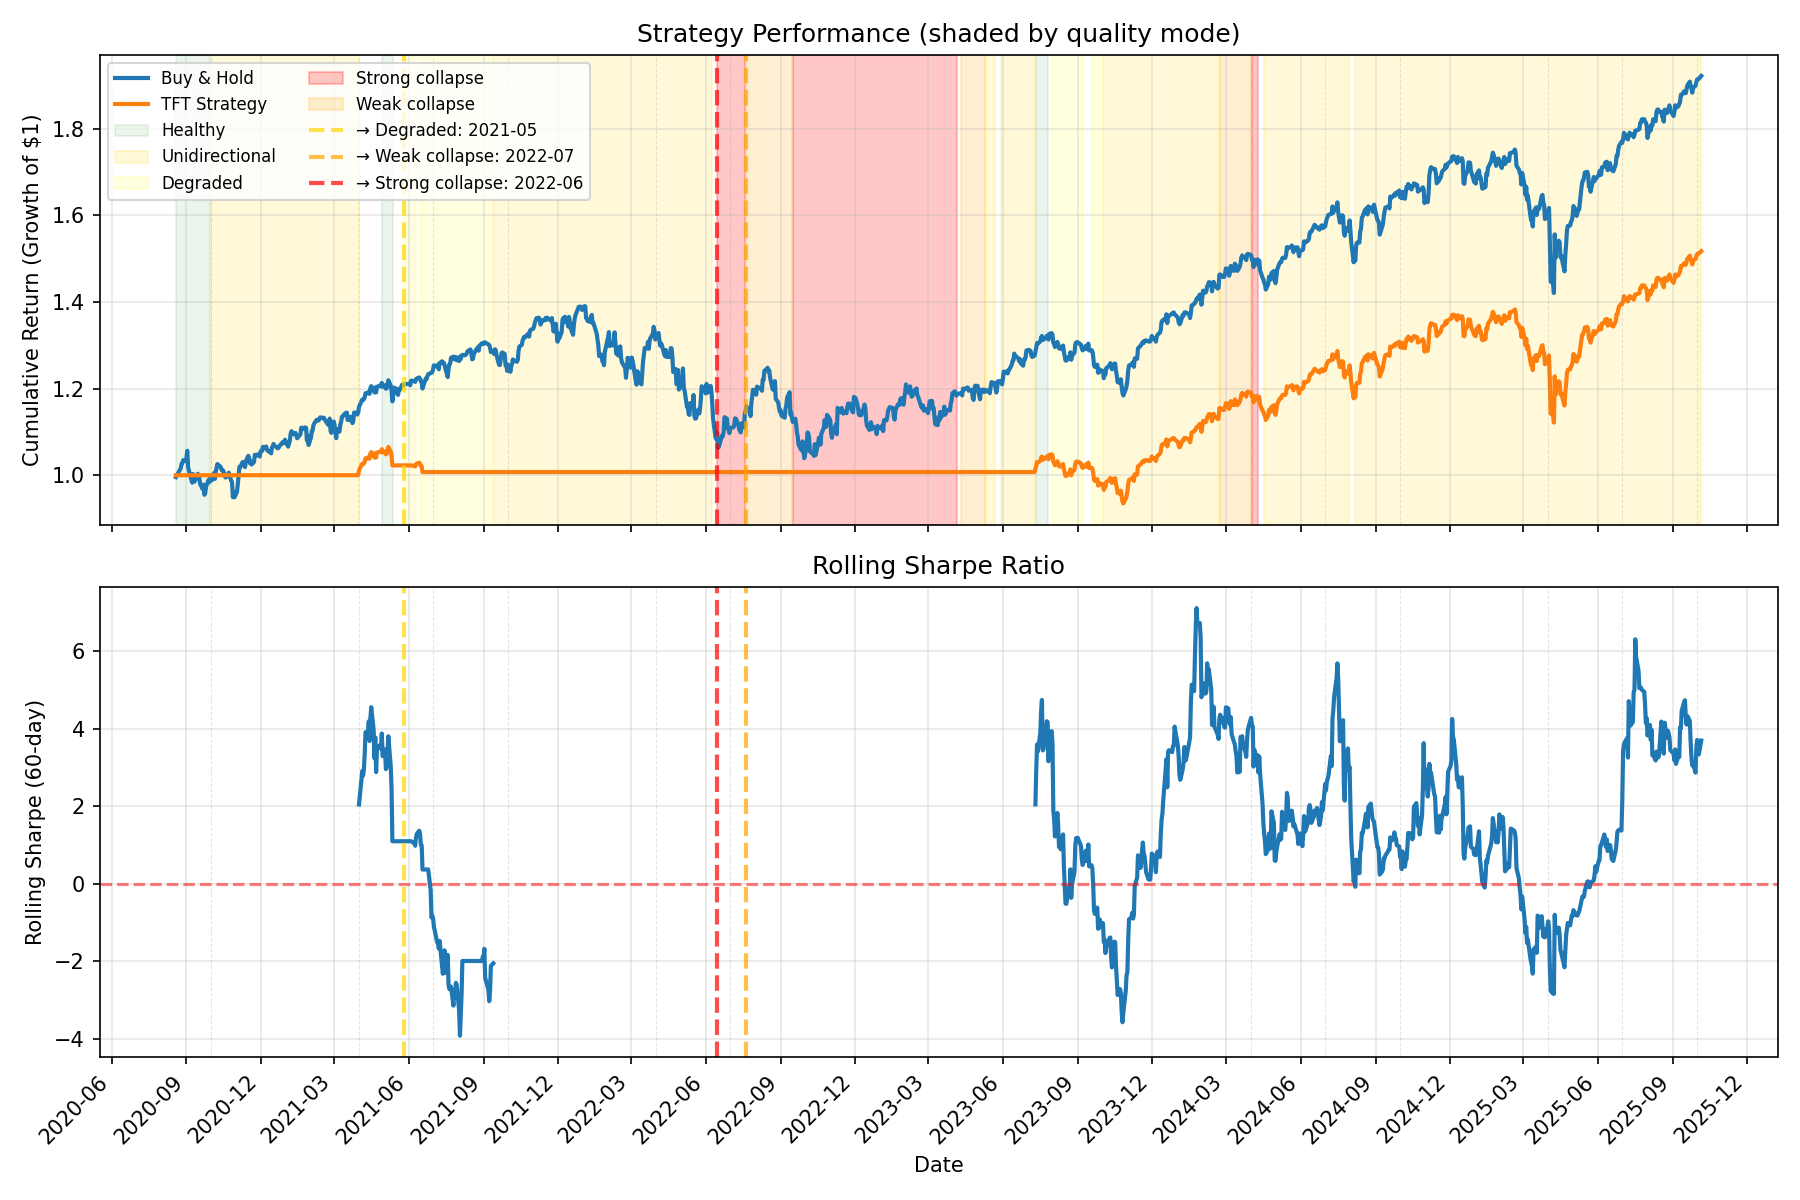 Strategy Performance (shaded by quality mode)
Cumulative Return (Growth of $1)
1.8
1.6
1.4
1.2
1.0
Buy & Hold
TFT Strategy
Healthy
Unidirectional
Degraded
Strong collapse
Weak collapse
→ Degraded: 2021-05
→ Weak collapse: 2022-07
→ Strong collapse: 2022-06
Rolling Sharpe Ratio
Rolling Sharpe (60-day)
6
4
2
0
−2
−4
2020-06
2020-09
2020-12
2021-03
2021-06
2021-09
2021-12
2022-03
2022-06
2022-09
2022-12
2023-03
2023-06
2023-09
2023-12
2024-03
2024-06
2024-09
2024-12
2025-03
2025-06
2025-09
2025-12
Date